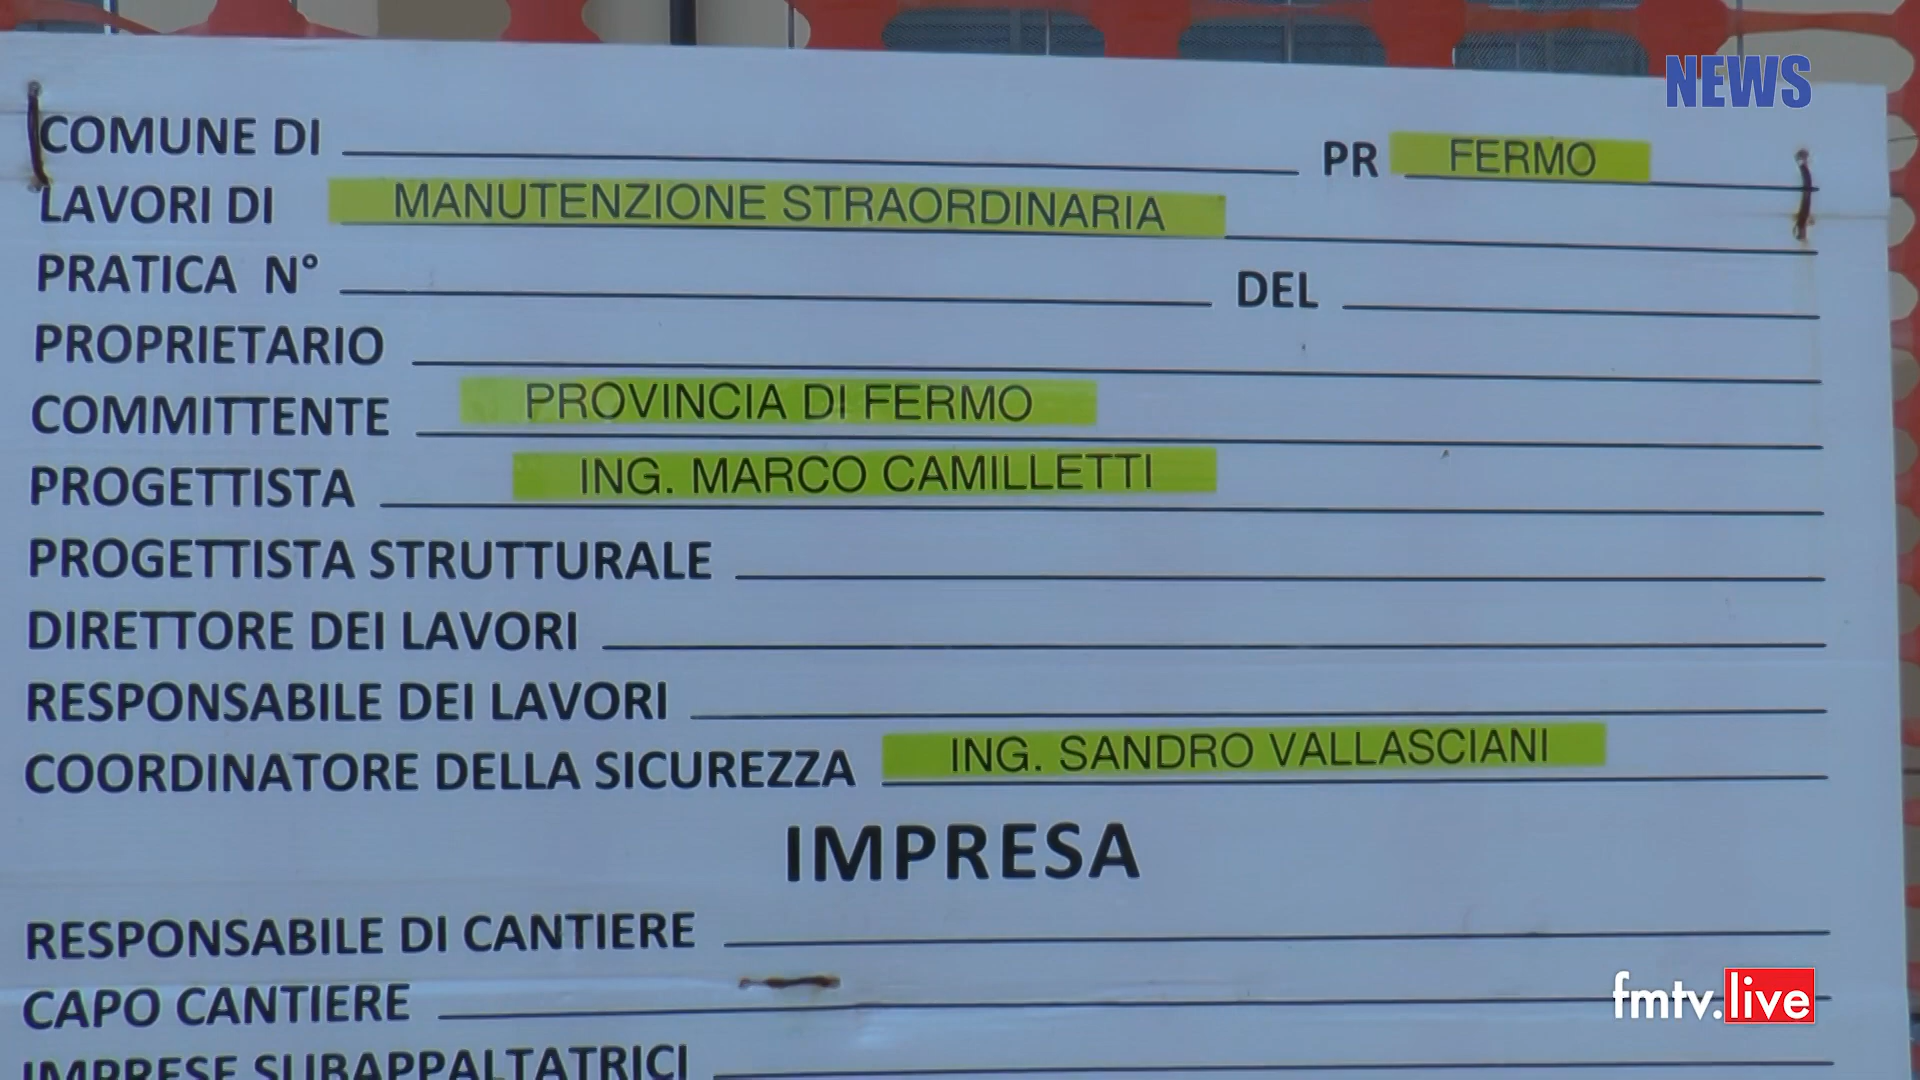 NEWS
COMUNE DI PR FERMO
LAVORI DI MANUTENZIONE STRAORDINARIA
PRATICA N° DEL
PROPRIETARIO
COMMITTENTE PROVINCIA DI FERMO
PROGETTISTA ING. MARCO CAMILLETTI
PROGETTISTA STRUTTURALE
DIRETTORE DEI LAVORI
RESPONSABILE DEI LAVORI
COORDINATORE DELLA SICUREZZA ING. SANDRO VALLASCIANI
IMPRESA
RESPONSABILE DI CANTIERE
CAPO CANTIERE
fmtv.live
IMPRESE SUBAPPALTATRICI